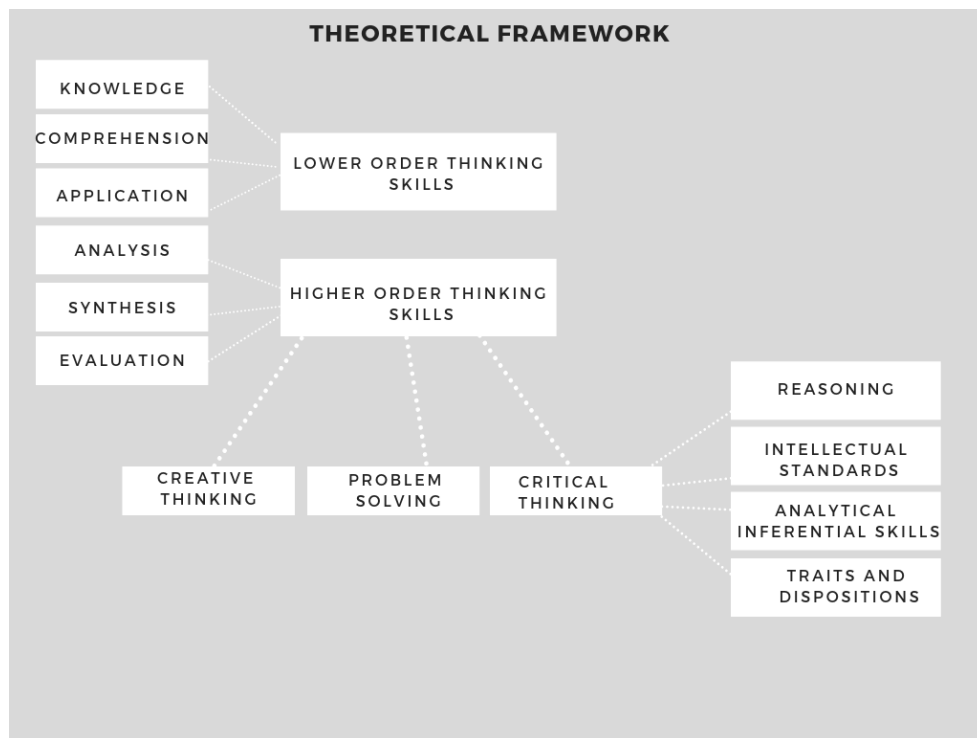 THEORETICAL FRAMEWORK
KNOWLEDGE
COMPREHENSION
APPLICATION
ANALYSIS
SYNTHESIS
EVALUATION
LOWER ORDER THINKING
SKILLS
HIGHER ORDER THINKING
SKILLS
CREATIVE
THINKING
PROBLEM
SOLVING
CRITICAL
THINKING
REASONING
INTELLECTUAL
STANDARDS
ANALYTICAL
INFERENTIAL SKILLS
TRAITS AND
DISPOSITIONS